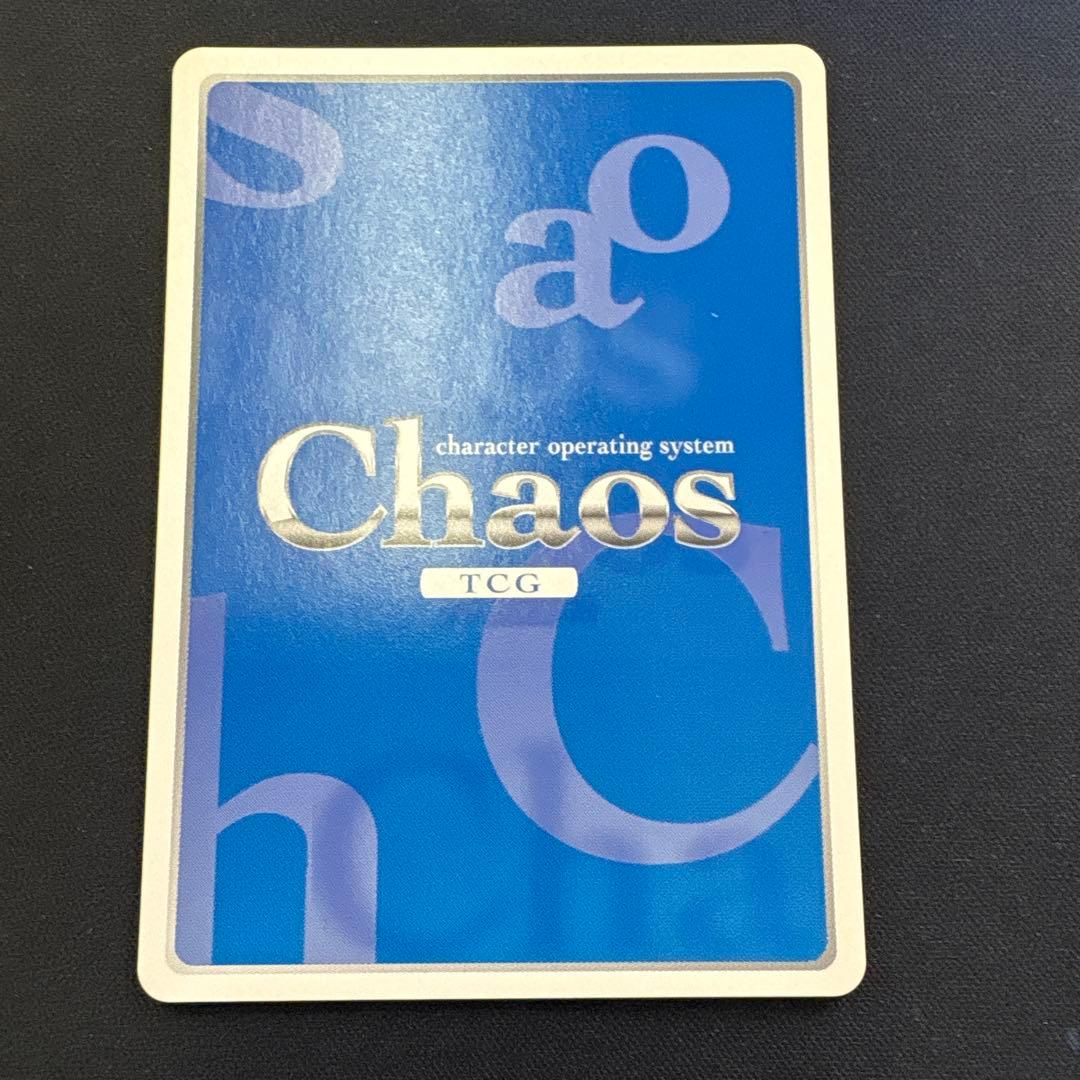 s
o
a
character operating system
Chaos
TCG
C
h